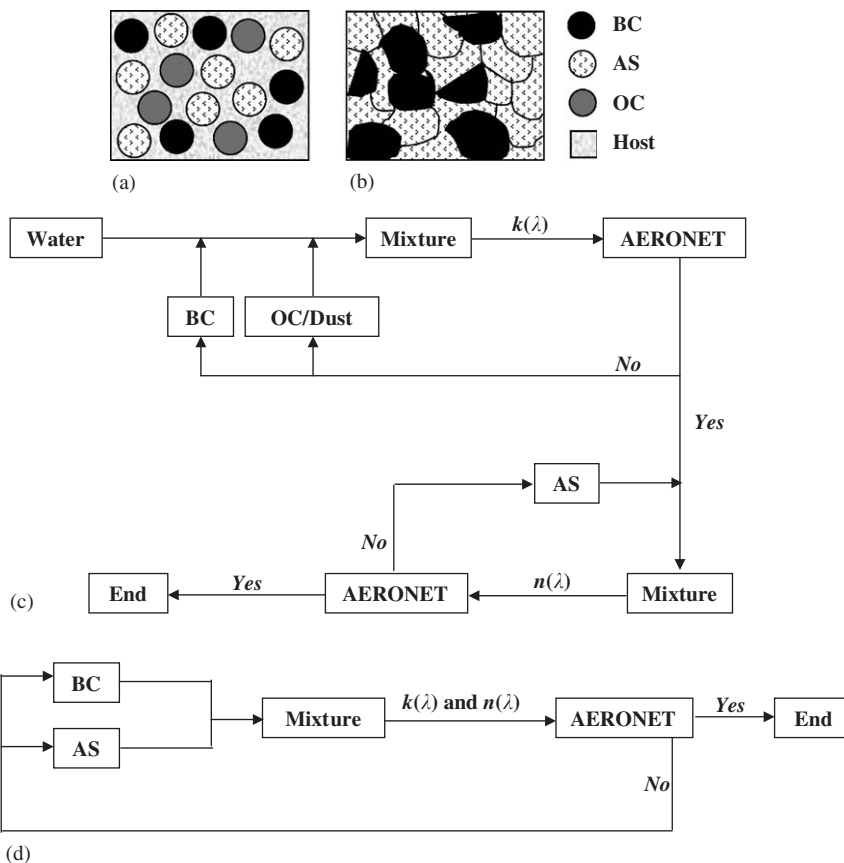 BC
AS
OC
Host
(a)
(b)
Water
Mixture
k(λ)
AERONET
BC
OC/Dust
No
Yes
AS
No
(c)
End
Yes
AERONET
n(λ)
Mixture
BC
AS
Mixture
k(λ) and n(λ)
AERONET
Yes
End
No
(d)